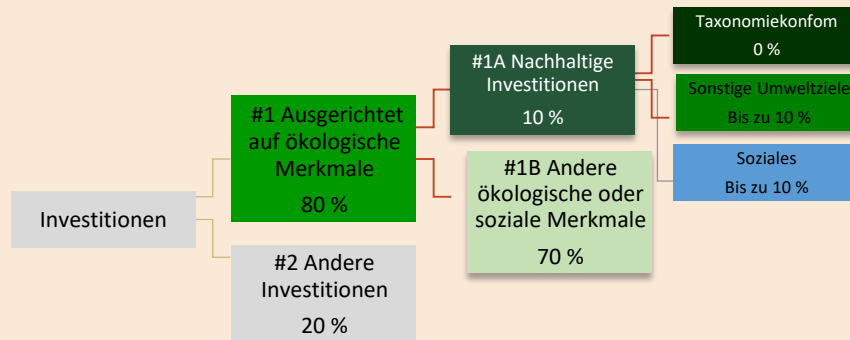 Investitionen
#1 Ausgerichtet
auf ökologische
Merkmale
80 %
#2 Andere
Investitionen
20 %
#1A Nachhaltige
Investitionen
10 %
#1B Andere
ökologische oder
soziale Merkmale
70 %
Taxonomiekonfom
0 %
Sonstige Umweltziele
Bis zu 10 %
Soziales
Bis zu 10 %